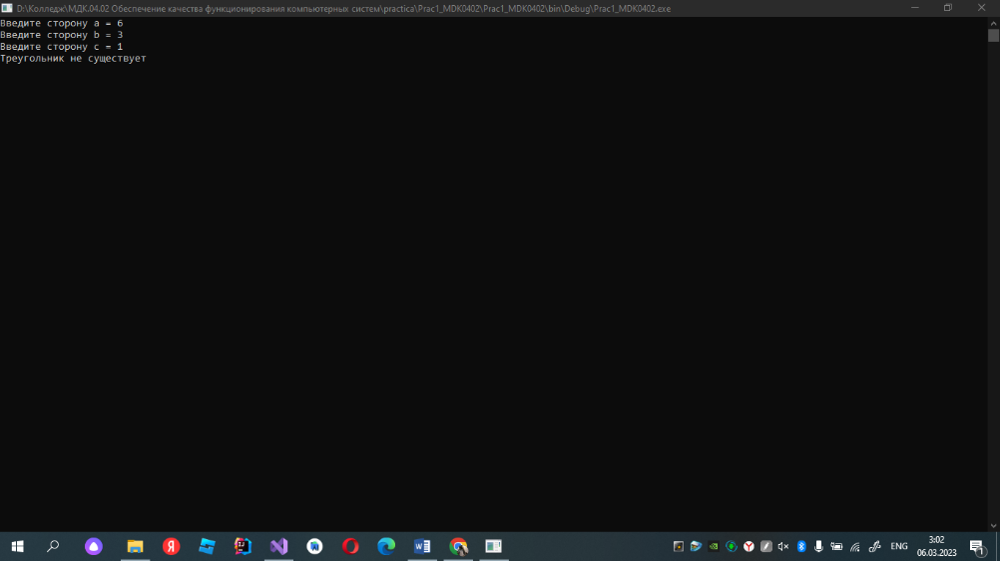 D:\Колледж\МДК.04.02 Обеспечение качества функционирования компьютерных систем\practica\Prac1_MDK0402\Prac1_MDK0402\bin\Debug\Prac1_MDK0402.exe
Введите сторону a = 6
Введите сторону b = 3
Введите сторону c = 1
Треугольник не существует
ENG
3:02
06.03.2023
1